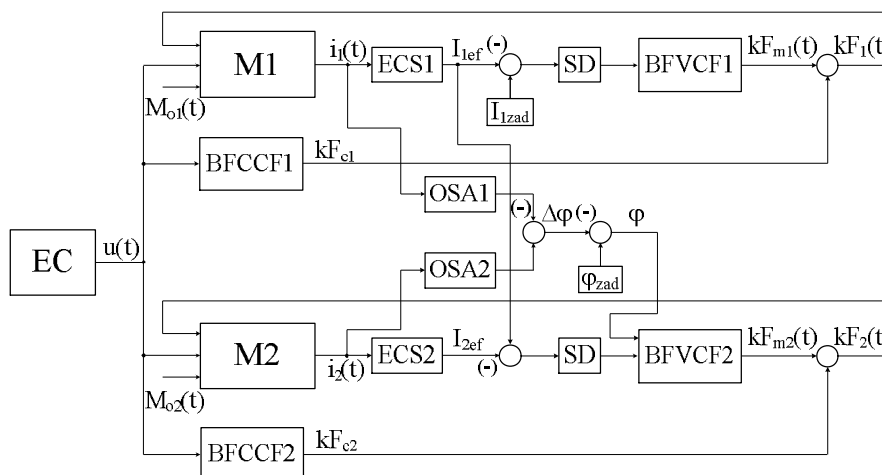 M1
i₁(t)
ECS1
I₁ef
(-)
SD
BFVCF1
kFm1(t)
kF₁(t)
I₁zad
Mo1(t)
BFCCF1
kFc1
OSA1
(-)
Δφ
(-)
φ
EC
u(t)
OSA2
φzad
M2
i₂(t)
ECS2
I₂ef
(-)
SD
BFVCF2
kFm2(t)
kF₂(t)
Mo2(t)
BFCCF2
kFc2